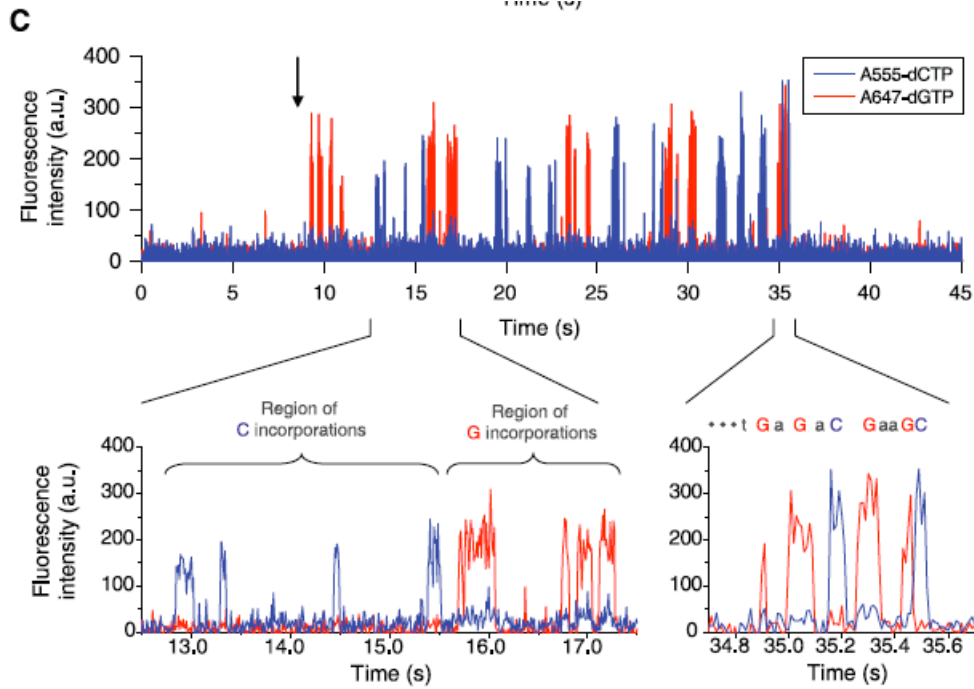 Time (s)
C
Fluorescence
intensity (a.u.)
400
300
200
100
0
A555-dCTP
A647-dGTP
0 5 10 15 20 25 30 35 40 45
Time (s)
Region of
C incorporations
Region of
G incorporations
Fluorescence
intensity (a.u.)
400
300
200
100
0
13.0 14.0 15.0 16.0 17.0
Time (s)
•••t G a G a C G aa G C
400
300
200
100
0
34.8 35.0 35.2 35.4 35.6
Time (s)